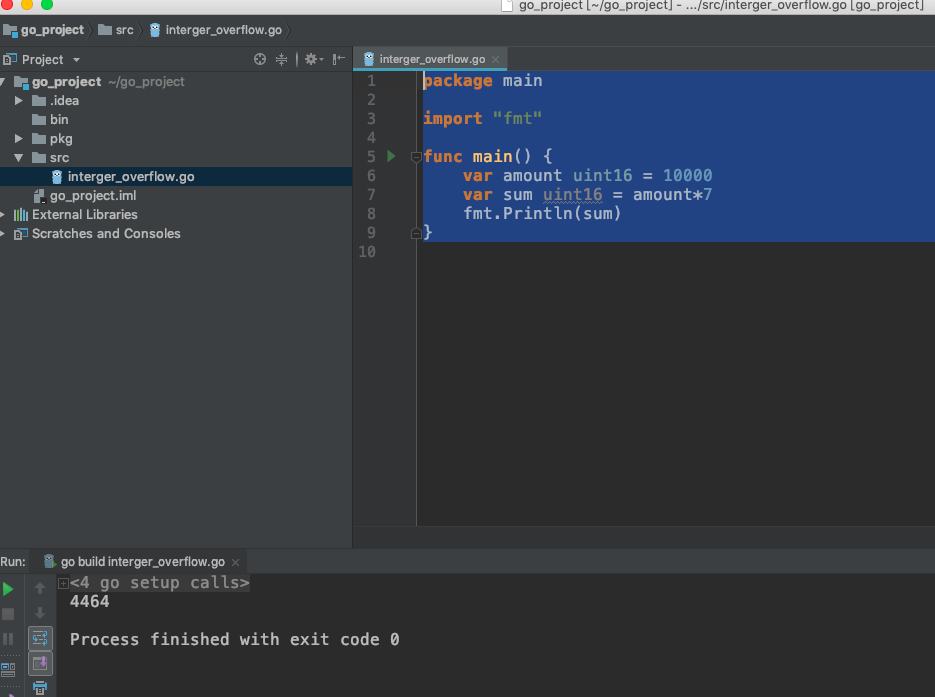 go_project [~/go_project] - .../src/interger_overflow.go [go_project]
go_project src interger_overflow.go
Project
interger_overflow.go
go_project ~/go_project
.idea
bin
pkg
src
interger_overflow.go
go_project.iml
External Libraries
Scratches and Consoles
1 package main
2
3 import "fmt"
4
5 func main() {
6 var amount uint16 = 10000
7 var sum uint16 = amount*7
8 fmt.Println(sum)
9 }
10
Run: go build interger_overflow.go
<4 go setup calls>
4464
Process finished with exit code 0